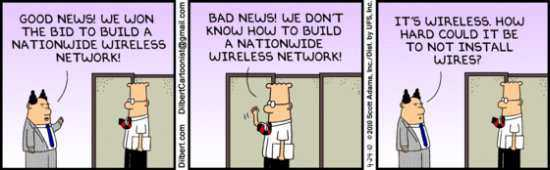 GOOD NEWS! WE WON
THE BID TO BUILD A
NATIONWIDE WIRELESS
NETWORK!
Dilbert.com DilbertCartoonist@gmail.com
BAD NEWS! WE DON'T
KNOW HOW TO BUILD
A NATIONWIDE
WIRELESS NETWORK!
9-24-10 ©2010 Scott Adams, Inc./Dist. by UFS, Inc.
IT'S WIRELESS. HOW
HARD COULD IT BE
TO NOT INSTALL
WIRES?